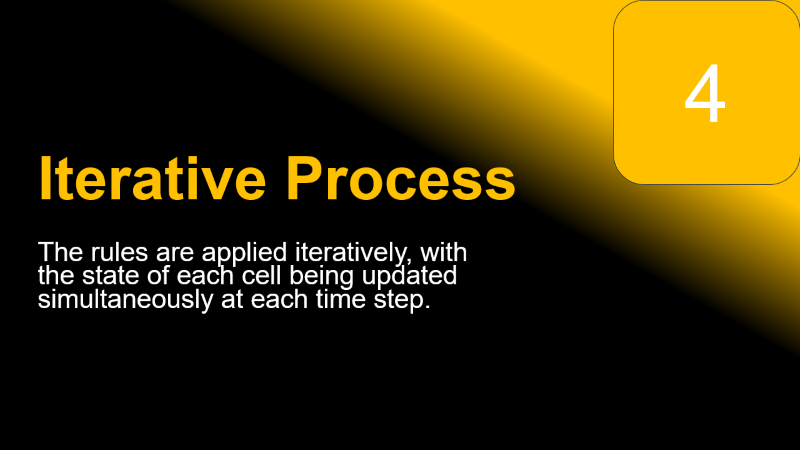 4
Iterative Process
The rules are applied iteratively, with
the state of each cell being updated
simultaneously at each time step.